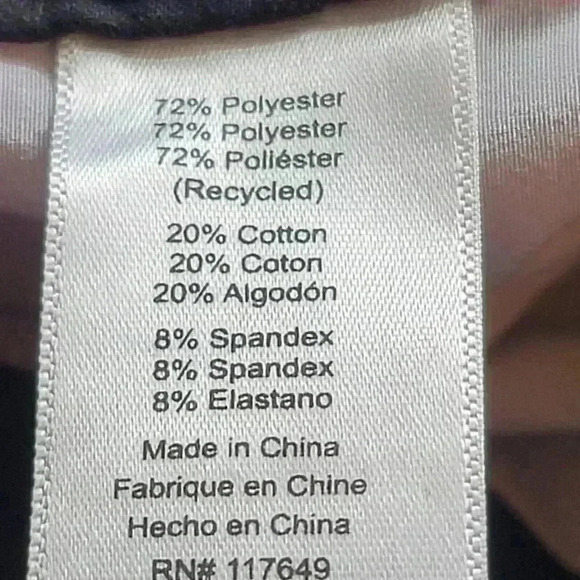 72% Polyester
72% Polyester
72% Poliéster
(Recycled)
20% Cotton
20% Coton
20% Algodón
8% Spandex
8% Spandex
8% Elastano
Made in China
Fabrique en Chine
Hecho en China
RN# 117649